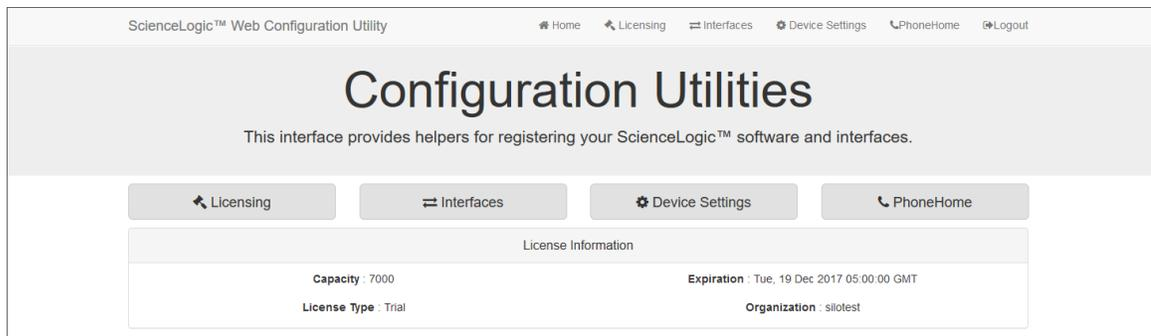 ScienceLogic™ Web Configuration Utility Home Licensing Interfaces Device Settings PhoneHome Logout
Configuration Utilities
This interface provides helpers for registering your ScienceLogic™ software and interfaces.
Licensing Interfaces Device Settings PhoneHome
License Information
Capacity : 7000 Expiration : Tue, 19 Dec 2017 05:00:00 GMT
License Type : Trial Organization : silotest